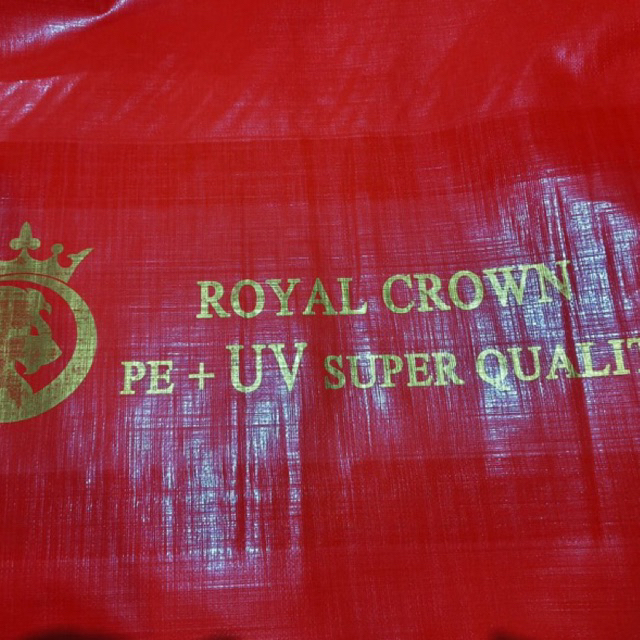 ROYAL CROWN
PE + UV SUPER QUALIT